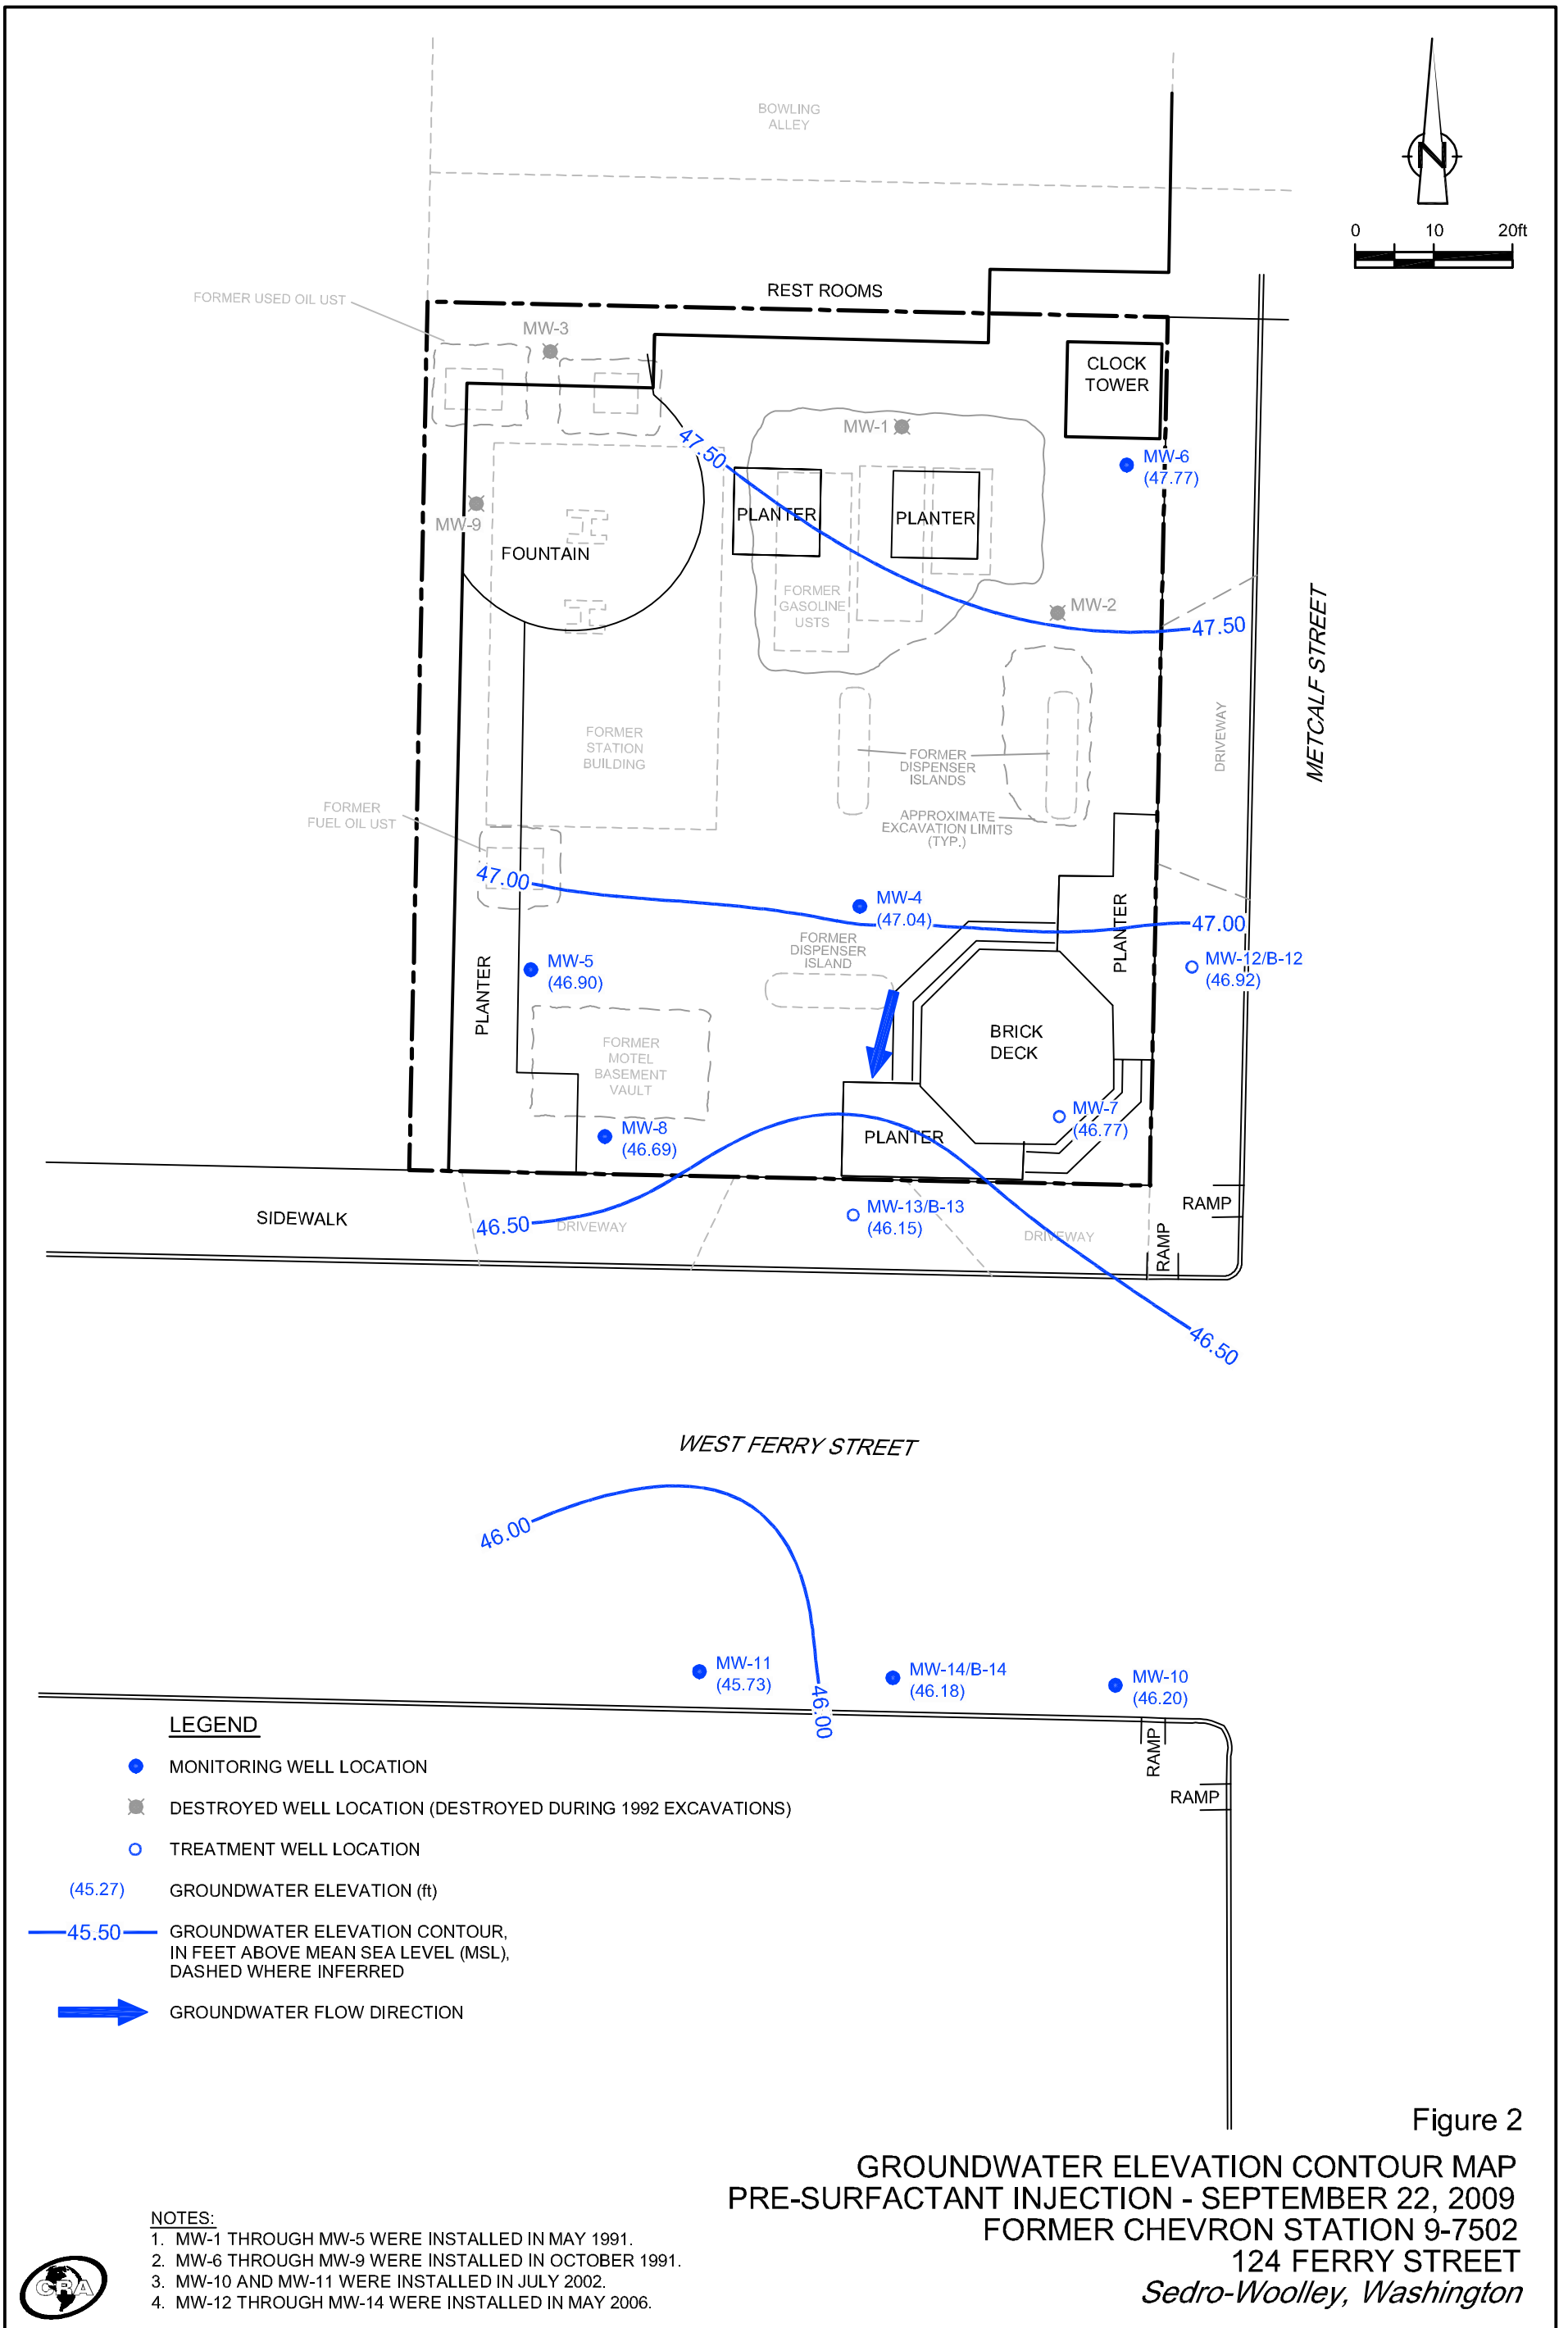 BOWLING
ALLEY
N
0 10 20ft
REST ROOMS
FORMER USED OIL UST
MW-3
CLOCK
TOWER
MW-1
47.50
MW-6
(47.77)
MW-9
PLANTER
PLANTER
FOUNTAIN
FORMER
GASOLINE
USTS
MW-2
47.50
METCALF STREET
DRIVEWAY
FORMER
STATION
BUILDING
FORMER
DISPENSER
ISLANDS
FORMER
FUEL OIL UST
APPROXIMATE
EXCAVATION LIMITS
(TYP.)
47.00
MW-4
(47.04)
47.00
PLANTER
FORMER
DISPENSER
ISLAND
MW-5
(46.90)
MW-12/B-12
(46.92)
PLANTER
BRICK
DECK
FORMER
MOTEL
BASEMENT
VAULT
MW-7
(46.77)
MW-8
(46.69)
PLANTER
SIDEWALK
46.50
DRIVEWAY
MW-13/B-13
(46.15)
DRIVEWAY
RAMP
RAMP
46.50
WEST FERRY STREET
46.00
MW-11
(45.73)
MW-14/B-14
(46.18)
MW-10
(46.20)
46.00
RAMP
RAMP
LEGEND
MONITORING WELL LOCATION
DESTROYED WELL LOCATION (DESTROYED DURING 1992 EXCAVATIONS)
TREATMENT WELL LOCATION
(45.27) GROUNDWATER ELEVATION (ft)
45.50 GROUNDWATER ELEVATION CONTOUR,
IN FEET ABOVE MEAN SEA LEVEL (MSL),
DASHED WHERE INFERRED
GROUNDWATER FLOW DIRECTION
Figure 2
GROUNDWATER ELEVATION CONTOUR MAP
PRE-SURFACTANT INJECTION - SEPTEMBER 22, 2009
FORMER CHEVRON STATION 9-7502
124 FERRY STREET
Sedro-Woolley, Washington
NOTES:
1. MW-1 THROUGH MW-5 WERE INSTALLED IN MAY 1991.
2. MW-6 THROUGH MW-9 WERE INSTALLED IN OCTOBER 1991.
3. MW-10 AND MW-11 WERE INSTALLED IN JULY 2002.
4. MW-12 THROUGH MW-14 WERE INSTALLED IN MAY 2006.
CRA